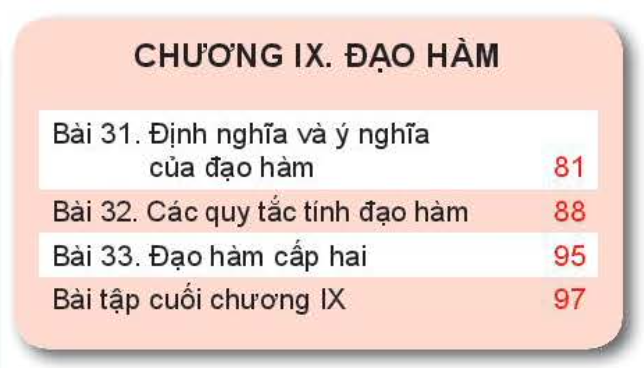 CHƯƠNG IX. ĐẠO HÀM
Bài 31. Định nghĩa và ý nghĩa
của đạo hàm 81
Bài 32. Các quy tắc tính đạo hàm 88
Bài 33. Đạo hàm cấp hai 95
Bài tập cuối chương IX 97